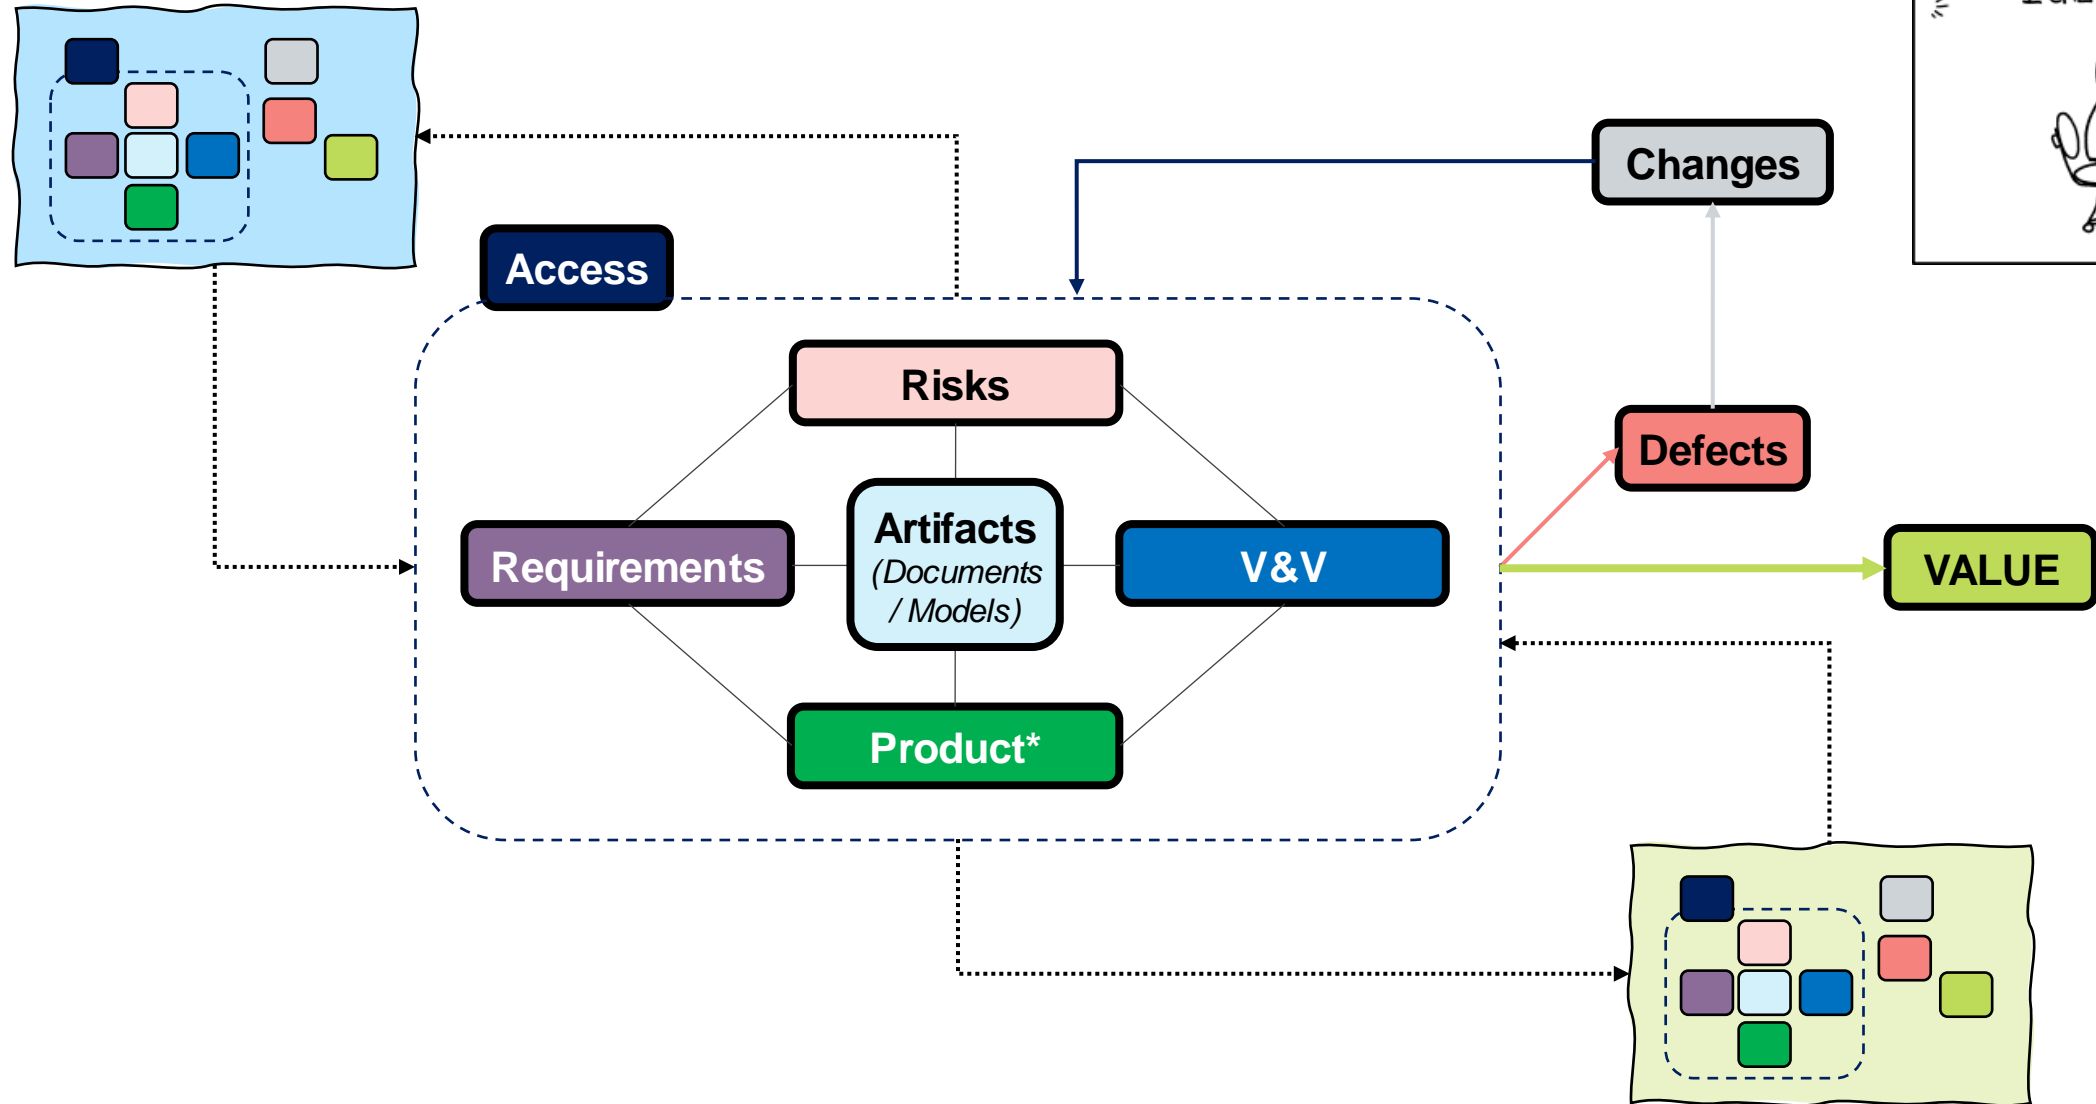 Changes
Access
Risks
Defects
Artifacts
(Documents
/ Models)
Requirements
V&V
VALUE
Product*